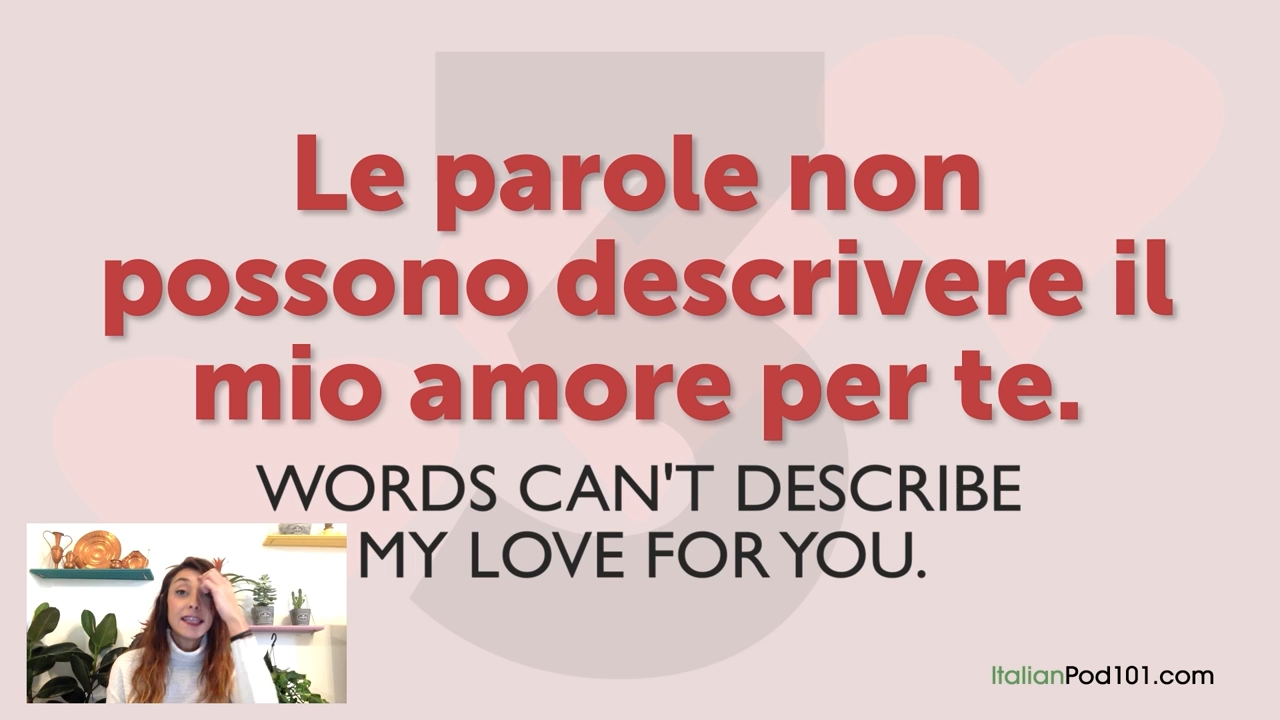 5
Le parole non
possono descrivere il
mio amore per te.
WORDS CAN'T DESCRIBE
MY LOVE FOR YOU.
ItalianPod101.com